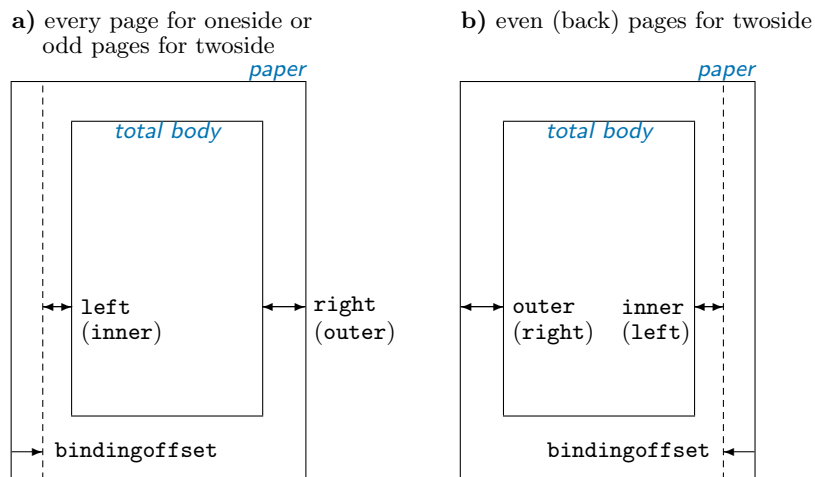 a) every page for oneside or
odd pages for twoside
paper
total body
left
(inner)
right
(outer)
bindingoffset
b) even (back) pages for twoside
paper
total body
outer
(right)
inner
(left)
bindingoffset